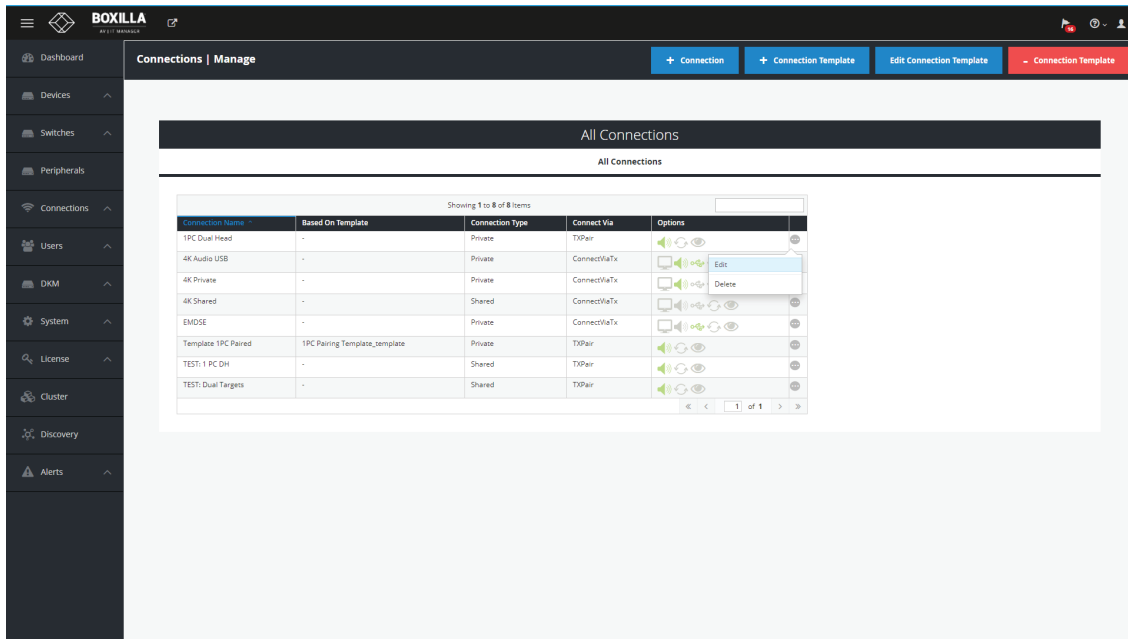 BOXILLA
AV | IT MANAGER
16
Dashboard
Devices
Switches
Peripherals
Connections
Users
DKM
System
License
Cluster
Discovery
Alerts
Connections | Manage
+ Connection
+ Connection Template
Edit Connection Template
- Connection Template
All Connections
All Connections
Showing 1 to 8 of 8 Items
Connection Name Based On Template Connection Type Connect Via Options
1PC Dual Head - Private TXPair
4K Audio USB - Private ConnectViaTx
4K Private - Private ConnectViaTx
4K Shared - Shared ConnectViaTx
EMDSE - Private ConnectViaTx
Template 1PC Paired 1PC Pairing Template_template Private TXPair
TEST: 1 PC DH - Shared TXPair
TEST: Dual Targets - Shared TXPair
Edit
Delete
1 of 1